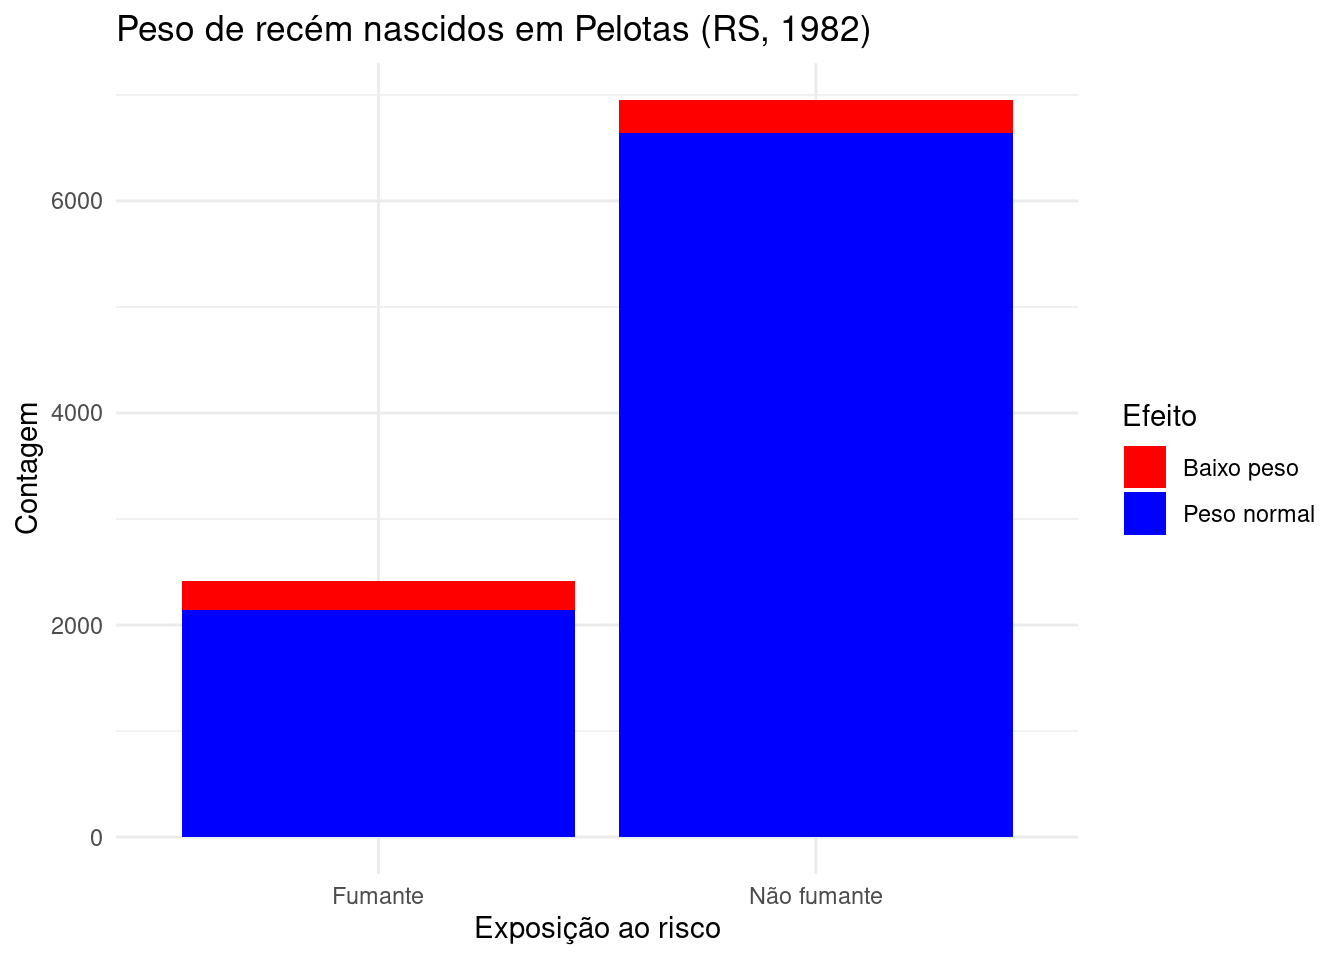 Peso de recém nascidos em Pelotas (RS, 1982)
Contagem
6000
4000
2000
0
Fumante
Não fumante
Exposição ao risco
Efeito
Baixo peso
Peso normal